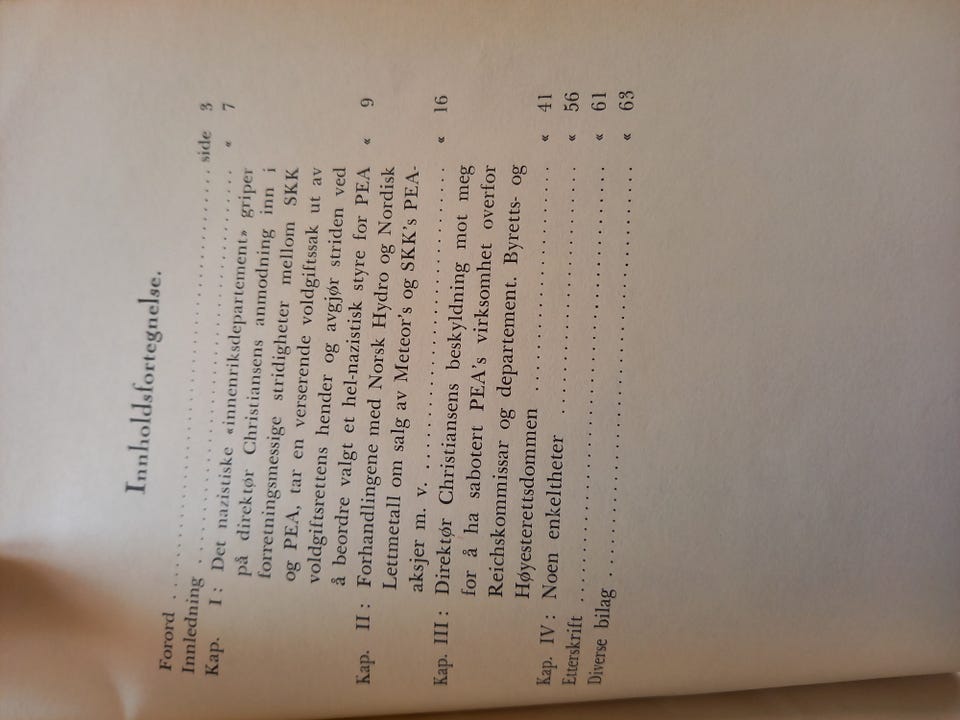 Innholdsfortegnelse.
Forord ........................................ side 3
Innledning .................................... « 7
Kap. I: Det nazistiske «innenriksdepartement» griper
på direktør Christiansens anmodning inn i
forretningsmessige stridigheter mellom SKK
og PEA, tar en verserende voldgiftssak ut av
voldgiftsrettens hender og avgjør striden ved
å beordre valgt et hel-nazistisk styre for PEA « 9
Kap. II: Forhandlingene med Norsk Hydro og Nordisk
Lettmetall om salg av Meteor's og SKK's PEA-
aksjer m. v. .............................. « 16
Kap. III: Direktør Christiansens beskyldning mot meg
for å ha sabotert PEA's virksomhet overfor
Reichskommissar og departement. Byretts- og
Høyesterettsdommen ........................ « 41
Kap. IV: Noen enkeltheter ........................ « 56
Etterskrift .................................. « 61
Diverse bilag ................................ « 63